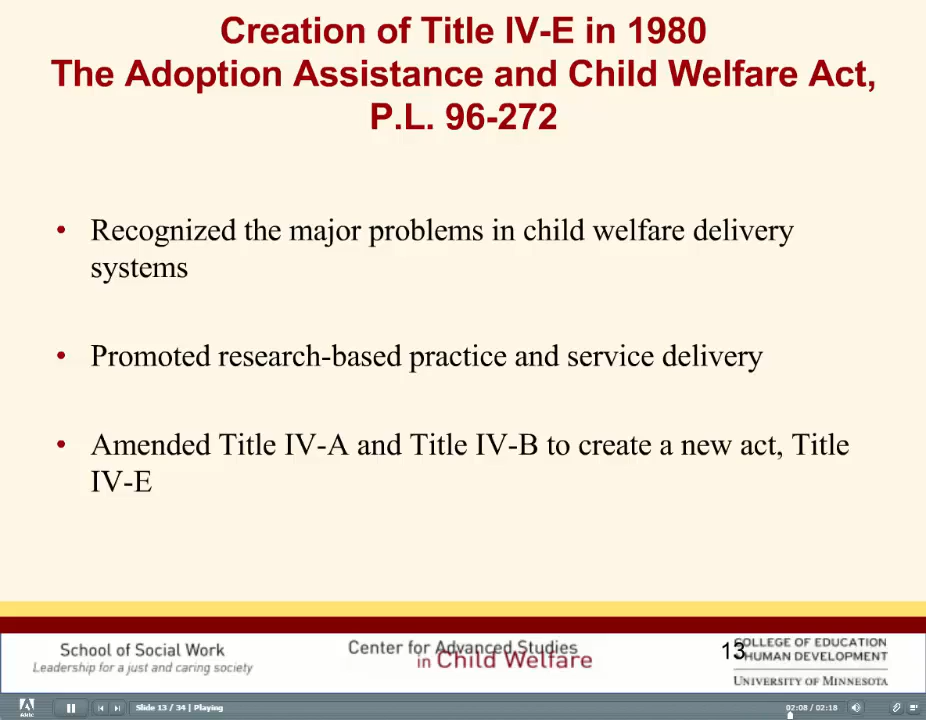 Creation of Title IV-E in 1980
The Adoption Assistance and Child Welfare Act,
P.L. 96-272
• Recognized the major problems in child welfare delivery
systems
• Promoted research-based practice and service delivery
• Amended Title IV-A and Title IV-B to create a new act, Title
IV-E
School of Social Work
Leadership for a just and caring society
Center for Advanced Studies
in Child Welfare
13
COLLEGE OF EDUCATION
HUMAN DEVELOPMENT
UNIVERSITY OF MINNESOTA
Slide 13 / 34 | Playing
02:08 / 02:18